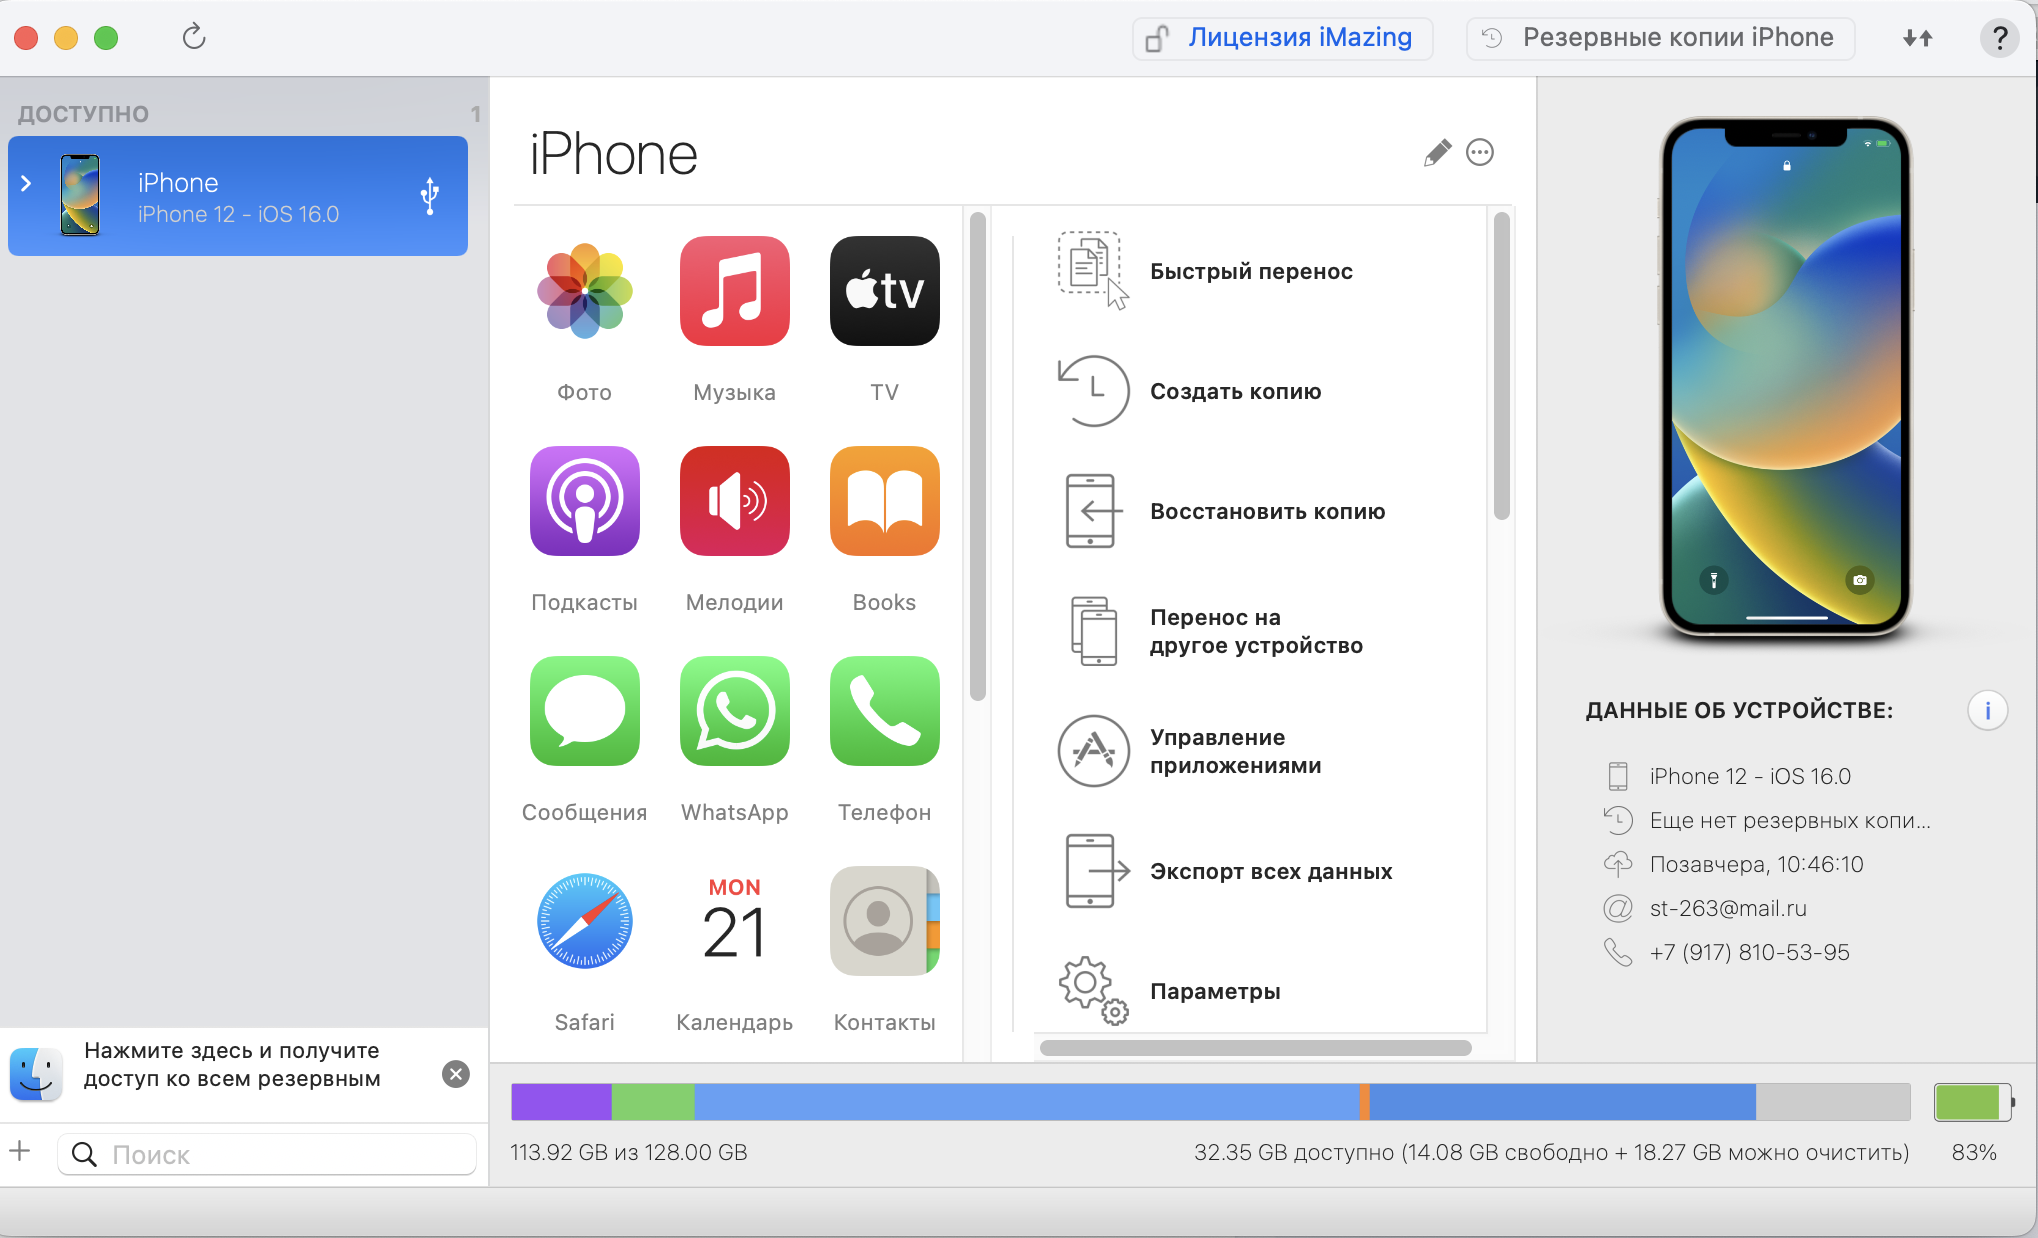 Лицензия iMazing
Резервные копии iPhone
?
ДОСТУПНО 1
iPhone
iPhone 12 - iOS 16.0
iPhone
tv
Фото
Музыка
TV
Подкасты
Мелодии
Books
Сообщения
WhatsApp
Телефон
MON
21
Safari
Календарь
Контакты
Быстрый перенос
Создать копию
Восстановить копию
Перенос на
другое устройство
Управление
приложениями
Экспорт всех данных
Параметры
ДАННЫЕ ОБ УСТРОЙСТВЕ:
i
iPhone 12 - iOS 16.0
Еще нет резервных копи...
Позавчера, 10:46:10
st-263@mail.ru
+7 (917) 810-53-95
Нажмите здесь и получите
доступ ко всем резервным
Поиск
113.92 GB из 128.00 GB
32.35 GB доступно (14.08 GB свободно + 18.27 GB можно очистить)
83%